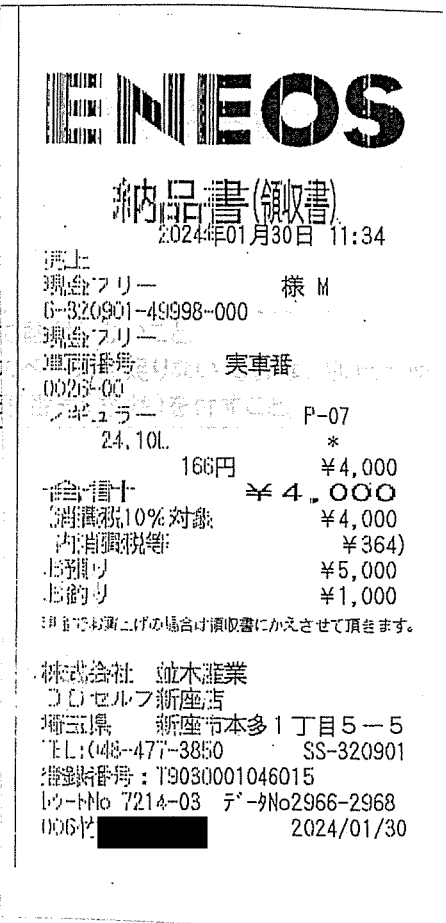 ENEOS
納品書(領収書)
2024年01月30日 11:34
売上
現金フリー 様 M
6-320901-49998-000
現金フリー
車両番号 実車番
0026-00
レギュラー P-07
24.10L *
166円 ¥4,000
合計 ¥4,000
(消費税10%対象 ¥4,000
内消費税等 ¥364)
お預り ¥5,000
お釣り ¥1,000
現金でお買上げの場合は領収書にかえさせて頂きます。
株式会社 並木産業
セルフ新座店
埼玉県 新座市本多1丁目5-5
TEL:048-477-3850 SS-320901
登録番号:T9030001046015
レシートNo 7214-03 データNo2966-2968
2024/01/30